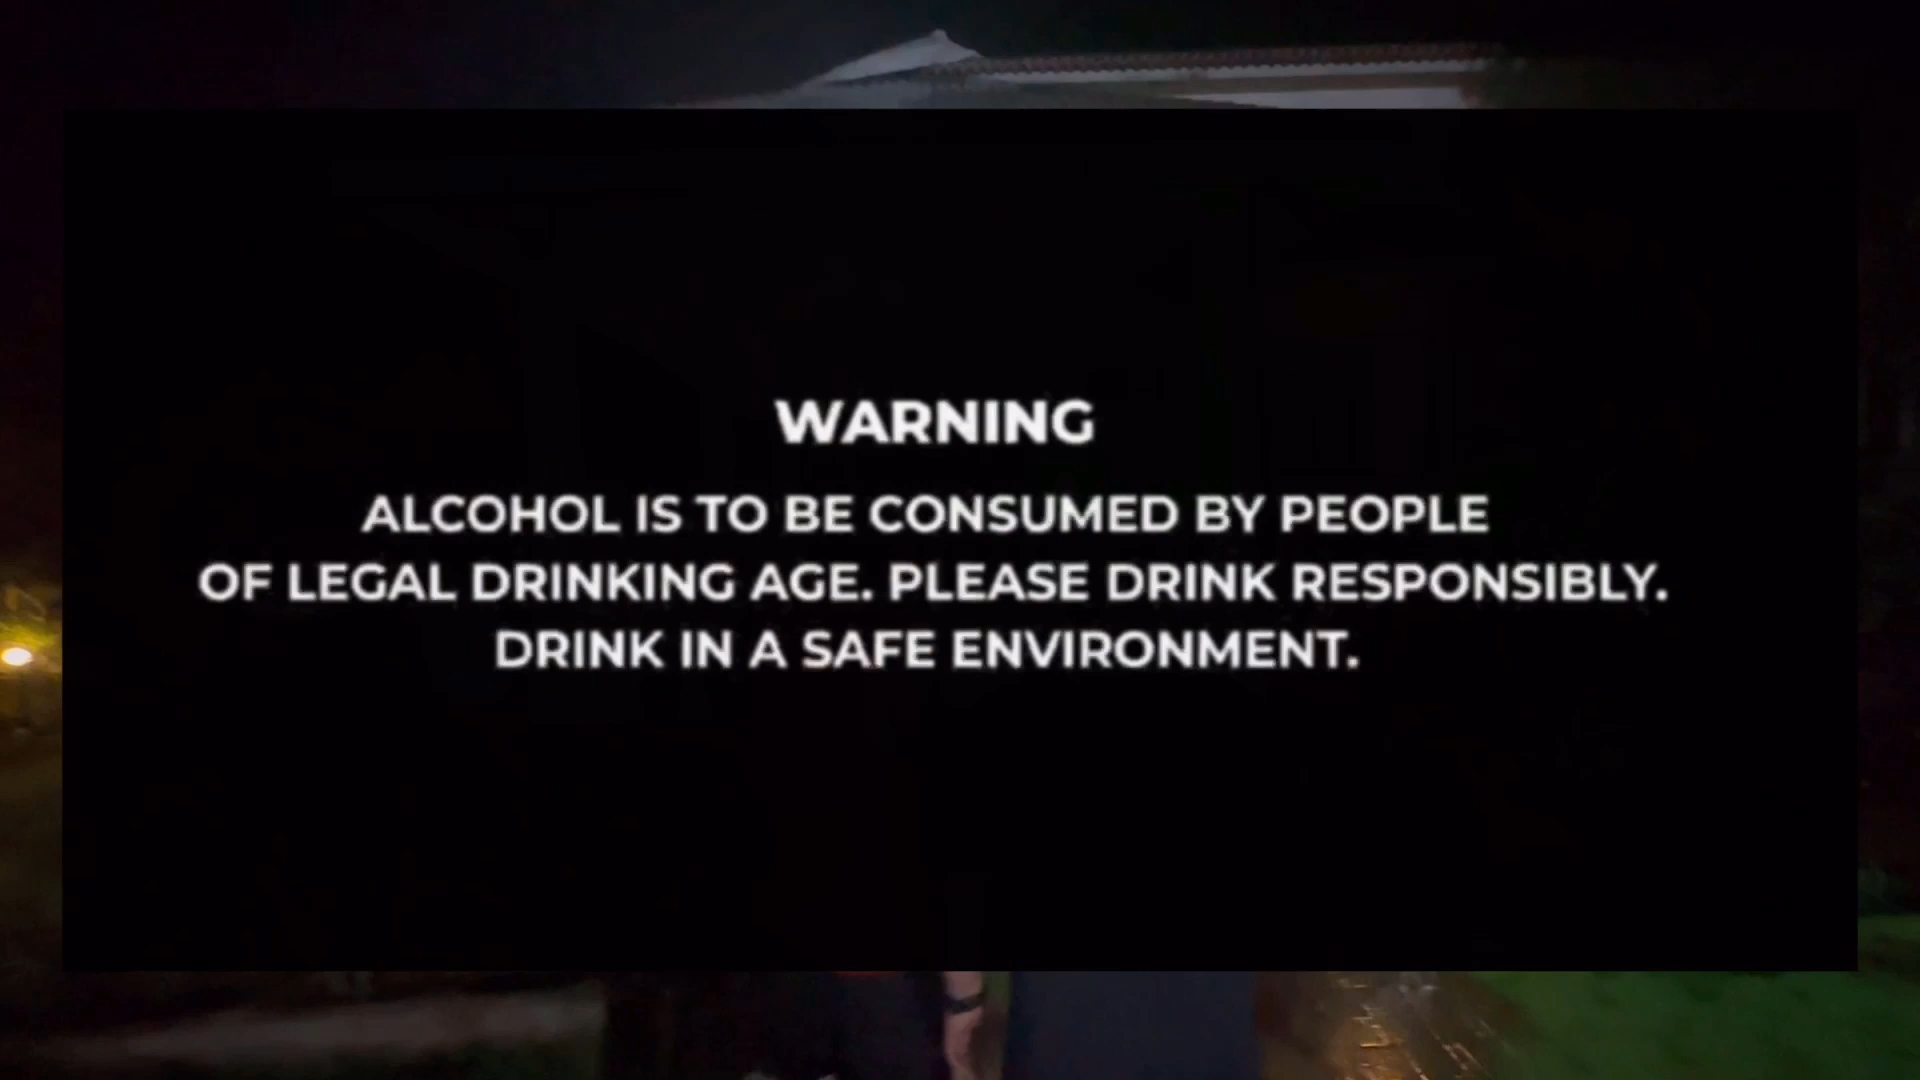 WARNING
ALCOHOL IS TO BE CONSUMED BY PEOPLE
OF LEGAL DRINKING AGE. PLEASE DRINK RESPONSIBLY.
DRINK IN A SAFE ENVIRONMENT.